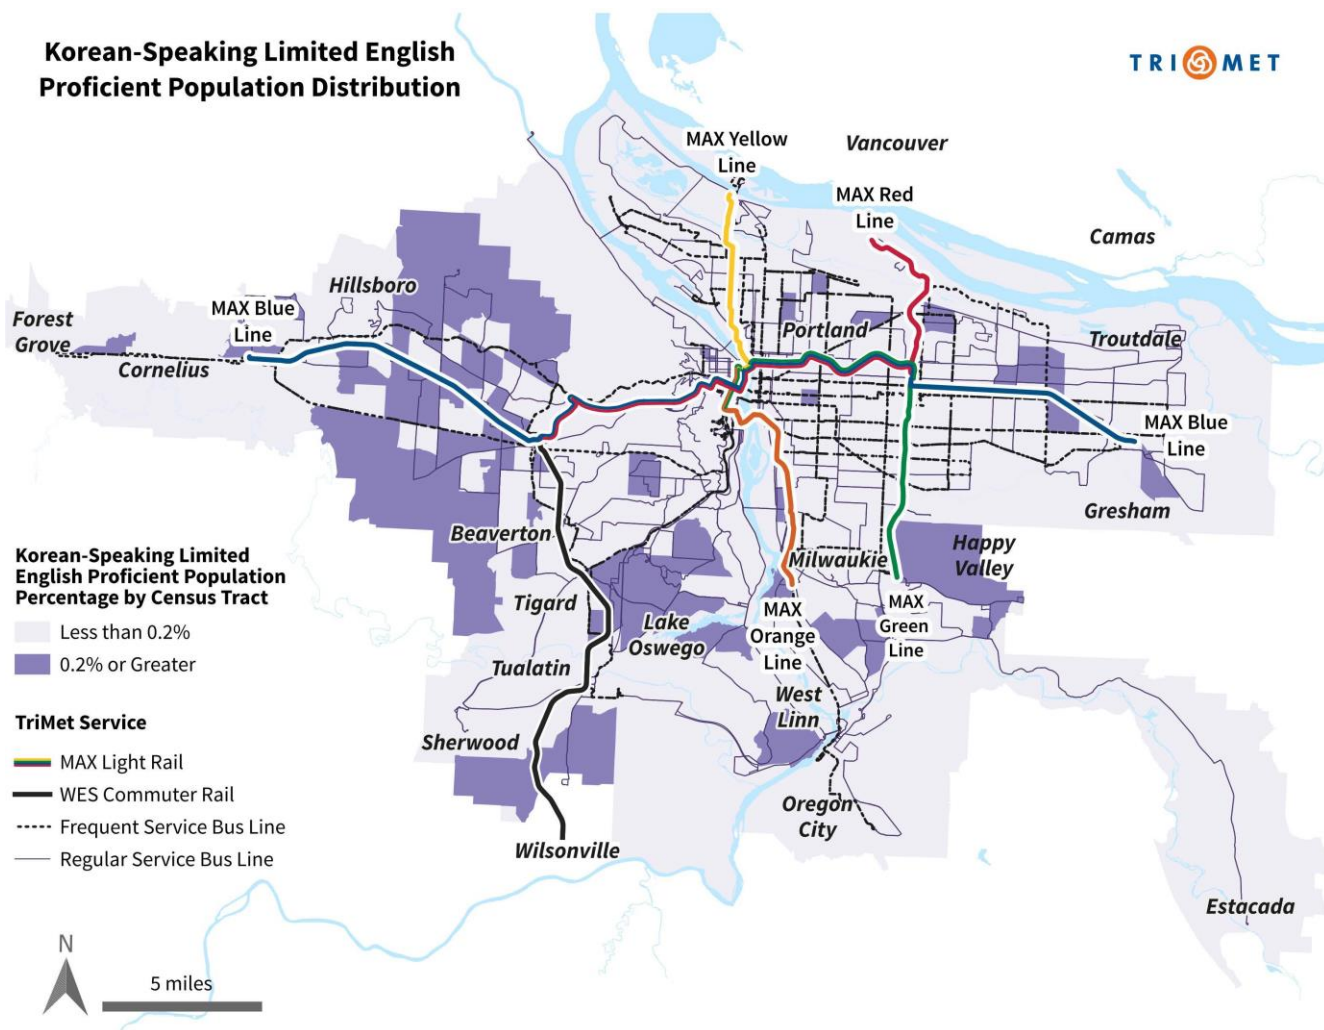 Korean-Speaking Limited English
Proficient Population Distribution
TRI MET
MAX Yellow
Line
Vancouver
MAX Red
Line
Camas
Hillsboro
MAX Blue
Line
Forest
Grove
Cornelius
Portland
Troutdale
MAX Blue
Line
Gresham
Beaverton
Happy
Valley
Milwaukie
Korean-Speaking Limited
English Proficient Population
Percentage by Census Tract
Less than 0.2%
0.2% or Greater
Tigard
Lake
Oswego
MAX
Orange
Line
MAX
Green
Line
Tualatin
West
Linn
TriMet Service
MAX Light Rail
WES Commuter Rail
Frequent Service Bus Line
Regular Service Bus Line
Sherwood
Oregon
City
Wilsonville
Estacada
N
5 miles